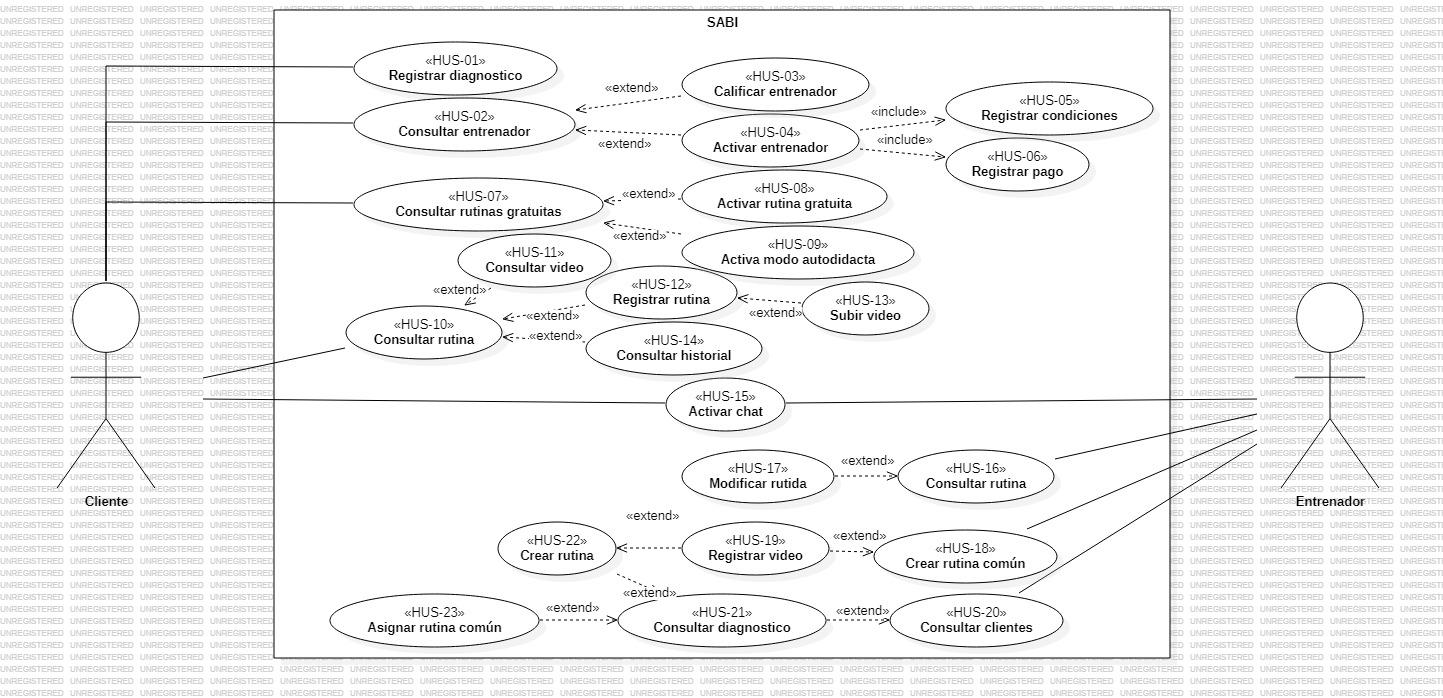 SABI
«HUS-01»
Registrar diagnostico
«HUS-02»
Consultar entrenador
«extend»
«HUS-03»
Calificar entrenador
«extend»
«HUS-04»
Activar entrenador
«include»
«HUS-05»
Registrar condiciones
«include»
«HUS-06»
Registrar pago
«HUS-07»
Consultar rutinas gratuitas
«extend»
«HUS-08»
Activar rutina gratuita
«extend»
«HUS-09»
Activa modo autodidacta
«HUS-11»
Consultar video
«extend»
«HUS-10»
Consultar rutina
«extend»
«HUS-12»
Registrar rutina
«extend»
«HUS-13»
Subir video
«extend»
«HUS-14»
Consultar historial
«HUS-15»
Activar chat
«HUS-17»
Modificar rutida
«extend»
«HUS-16»
Consultar rutina
Cliente
Entrenador
«extend»
«HUS-22»
Crear rutina
«HUS-19»
Registrar video
«extend»
«HUS-18»
Crear rutina común
«extend»
«HUS-23»
Asignar rutina común
«extend»
«HUS-21»
Consultar diagnostico
«extend»
«HUS-20»
Consultar clientes
UNREGISTERED